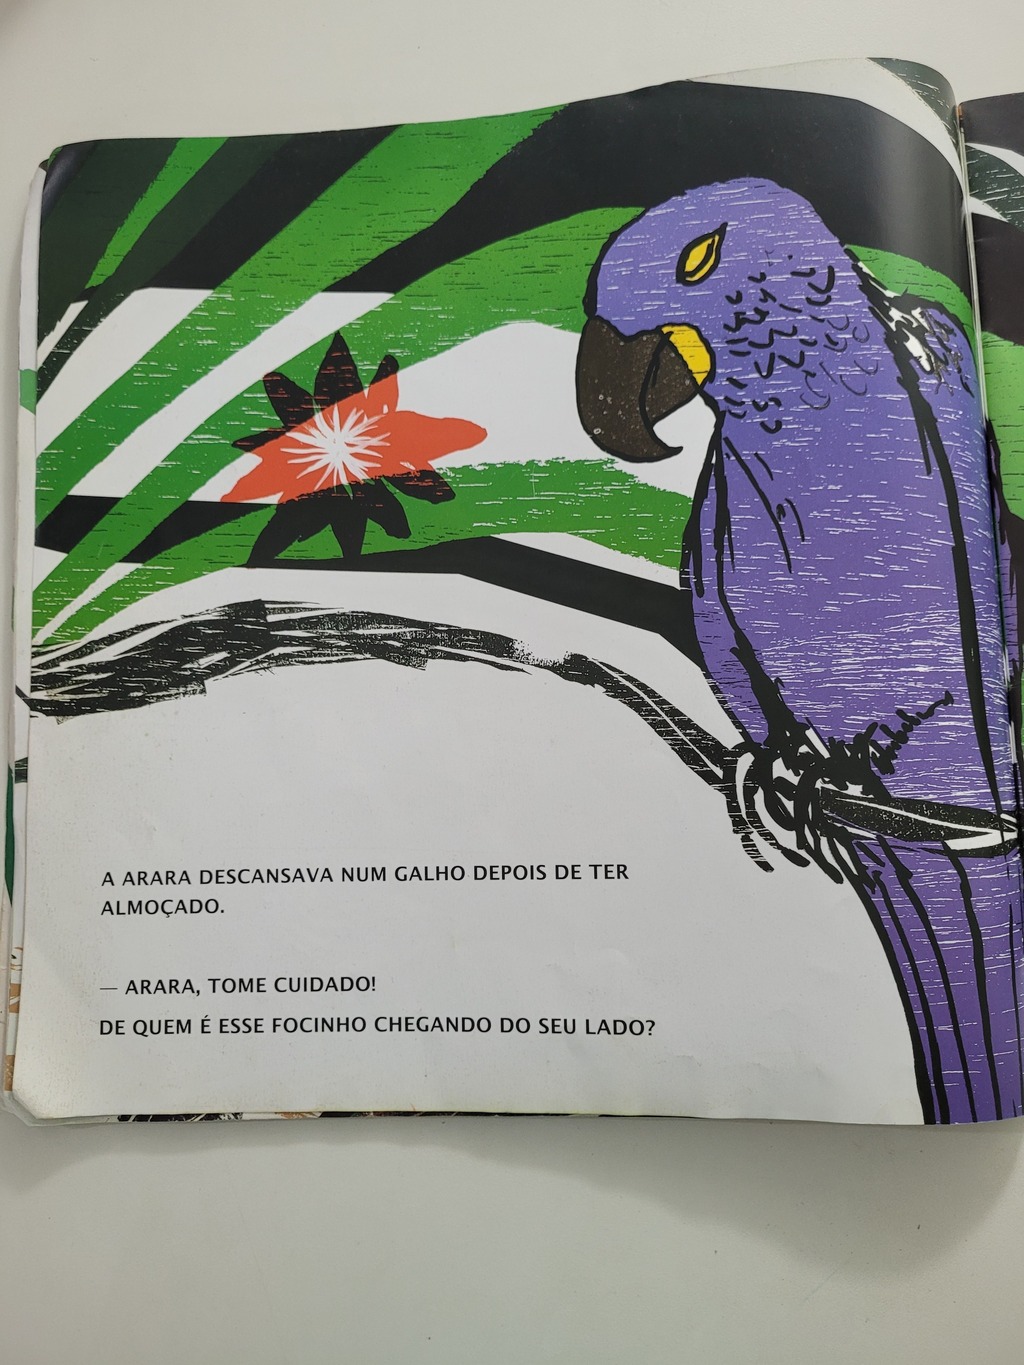 A ARARA DESCANSAVA NUM GALHO DEPOIS DE TER
ALMOÇADO.
— ARARA, TOME CUIDADO!
DE QUEM É ESSE FOCINHO CHEGANDO DO SEU LADO?